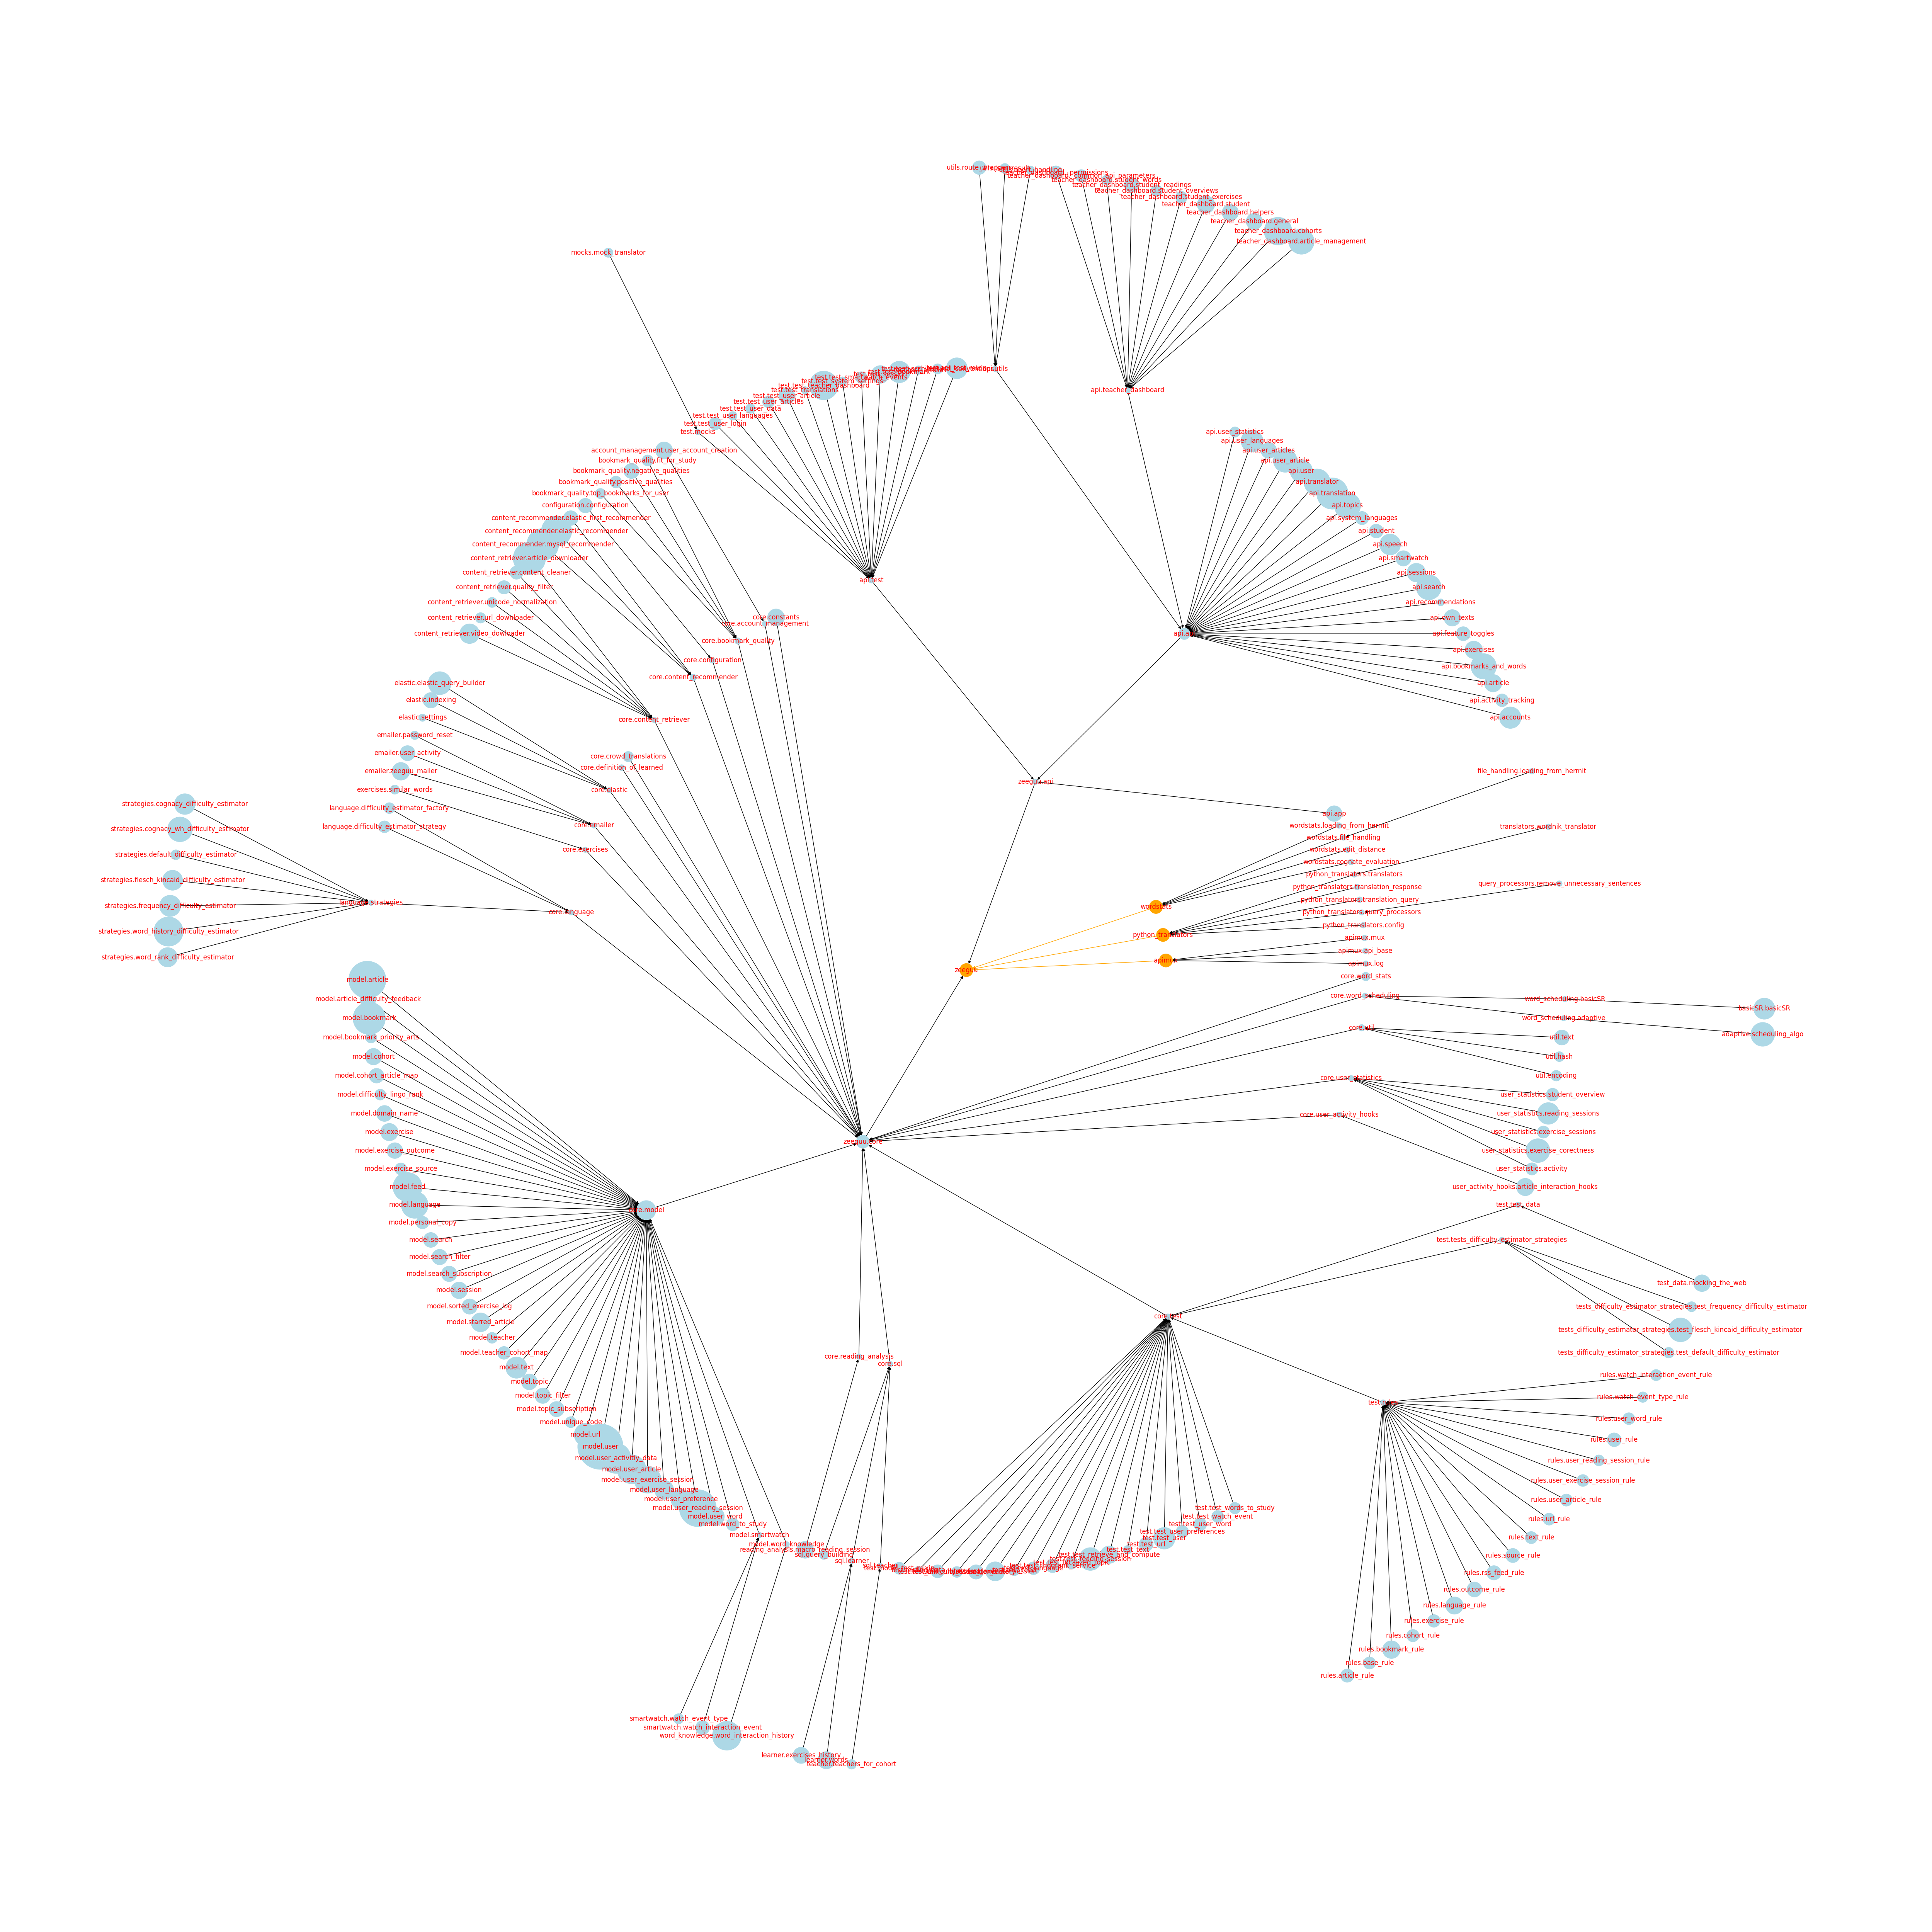 utils.route_wrappers
teacher_dashboard._permissions
teacher_dashboard._common_api_parameters
teacher_dashboard.student_words
teacher_dashboard.student_readings
teacher_dashboard.student_overviews
teacher_dashboard.student_exercises
teacher_dashboard.student
teacher_dashboard.helpers
teacher_dashboard.general
teacher_dashboard.cohorts
teacher_dashboard.article_management
mocks.mock_translator
api.utils
api.teacher_dashboard
test.test_teacher_dashboard
test.test_translations
test.test_user_article
test.test_user_articles
test.test_user_data
test.test_user_languages
test.test_user_login
test.mocks
api.user_statistics
api.user_languages
api.user_articles
api.user_article
api.user
api.translator
api.translation
api.topics
api.system_languages
api.student
api.speech
api.smartwatch
api.sessions
api.search
api.recommendations
api.own_texts
api.feature_toggles
api.exercises
api.bookmarks_and_words
api.article
api.activity_tracking
api.accounts
account_management.user_account_creation
bookmark_quality.fit_for_study
bookmark_quality.negative_qualities
bookmark_quality.positive_qualities
bookmark_quality.top_bookmarks_for_user
configuration.configuration
content_recommender.elastic_first_recommender
content_recommender.elastic_recommender
content_recommender.mysql_recommender
content_retriever.article_downloader
content_retriever.content_cleaner
content_retriever.quality_filter
content_retriever.unicode_normalization
content_retriever.url_downloader
content_retriever.video_dowloader
api.test
api.api
core.constants
core.account_management
core.bookmark_quality
core.configuration
core.content_recommender
core.content_retriever
elastic.elastic_query_builder
elastic.indexing
elastic.settings
emailer.password_reset
emailer.user_activity
emailer.zeeguu_mailer
exercises.similar_words
language.difficulty_estimator_factory
language.difficulty_estimator_strategy
core.crowd_translations
core.definition_of_learned
core.elastic
core.emailer
core.exercises
core.language
zeeguu.api
api.app
file_handling.loading_from_hermit
wordstats.loading_from_hermit
wordstats.file_handling
translators.wordnik_translator
wordstats.edit_distance
wordstats.cognate_evaluation
python_translators.translators
query_processors.remove_unnecessary_sentences
python_translators.translation_response
python_translators.translation_query
python_translators.query_processors
python_translators.config
apimux.mux
apimux.api_base
apimux.log
wordstats
python_translators
apimux
zeeguu
strategies.cognacy_difficulty_estimator
strategies.cognacy_wh_difficulty_estimator
strategies.default_difficulty_estimator
strategies.flesch_kincaid_difficulty_estimator
strategies.frequency_difficulty_estimator
strategies.word_history_difficulty_estimator
strategies.word_rank_difficulty_estimator
language.strategies
core.word_stats
core.word_scheduling
word_scheduling.basicSR
basicSR.basicSR
word_scheduling.adaptive
adaptive.scheduling_algo
core.util
util.text
util.hash
util.encoding
core.user_statistics
user_statistics.student_overview
user_statistics.reading_sessions
user_statistics.exercise_sessions
user_statistics.exercise_corectness
user_statistics.activity
core.user_activity_hooks
user_activity_hooks.article_interaction_hooks
zeeguu.core
model.article
model.article_difficulty_feedback
model.bookmark
model.bookmark_priority_arts
model.cohort
model.cohort_article_map
model.difficulty_lingo_rank
model.domain_name
model.exercise
model.exercise_outcome
model.exercise_source
model.feed
model.language
model.personal_copy
model.search
model.search_filter
model.search_subscription
model.session
model.sorted_exercise_log
model.starred_article
model.teacher
model.teacher_cohort_map
model.text
model.topic
model.topic_filter
model.topic_subscription
model.unique_code
model.url
model.user
model.user_activitiy_data
model.user_article
model.user_exercise_session
model.user_language
model.user_preference
model.user_reading_session
model.user_word
model.word_to_study
model.smartwatch
model.word_knowledge
core.model
test.test_data
test.tests_difficulty_estimator_strategies
test_data.mocking_the_web
tests_difficulty_estimator_strategies.test_frequency_difficulty_estimator
tests_difficulty_estimator_strategies.test_flesch_kincaid_difficulty_estimator
tests_difficulty_estimator_strategies.test_default_difficulty_estimator
core.test
core.reading_analysis
core.sql
test.rules
rules.watch_interaction_event_rule
rules.watch_event_type_rule
rules.user_word_rule
rules.user_rule
rules.user_reading_session_rule
rules.user_exercise_session_rule
rules.user_article_rule
rules.url_rule
rules.text_rule
rules.source_rule
rules.rss_feed_rule
rules.outcome_rule
rules.language_rule
rules.exercise_rule
rules.cohort_rule
rules.bookmark_rule
rules.base_rule
rules.article_rule
reading_analysis.macro_reading_session
sql.query_building
sql.learner
sql.teacher
test.test_words_to_study
test.test_watch_event
test.test_user_word
test.test_user_preferences
test.test_user
test.test_url
test.test_text
test.test_retrieve_and_compute
smartwatch.watch_event_type
smartwatch.watch_interaction_event
word_knowledge.word_interaction_history
learner.exercises_history
learner.words
teacher.teachers_for_cohort